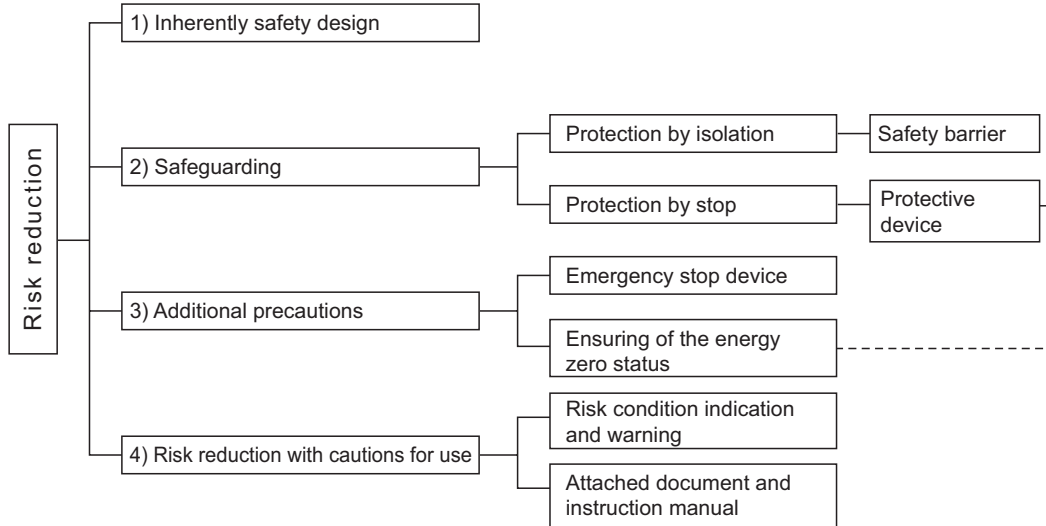 Risk reduction
1) Inherently safety design
2) Safeguarding
Protection by isolation
Safety barrier
Protection by stop
Protective
device
3) Additional precautions
Emergency stop device
Ensuring of the energy
zero status
4) Risk reduction with cautions for use
Risk condition indication
and warning
Attached document and
instruction manual